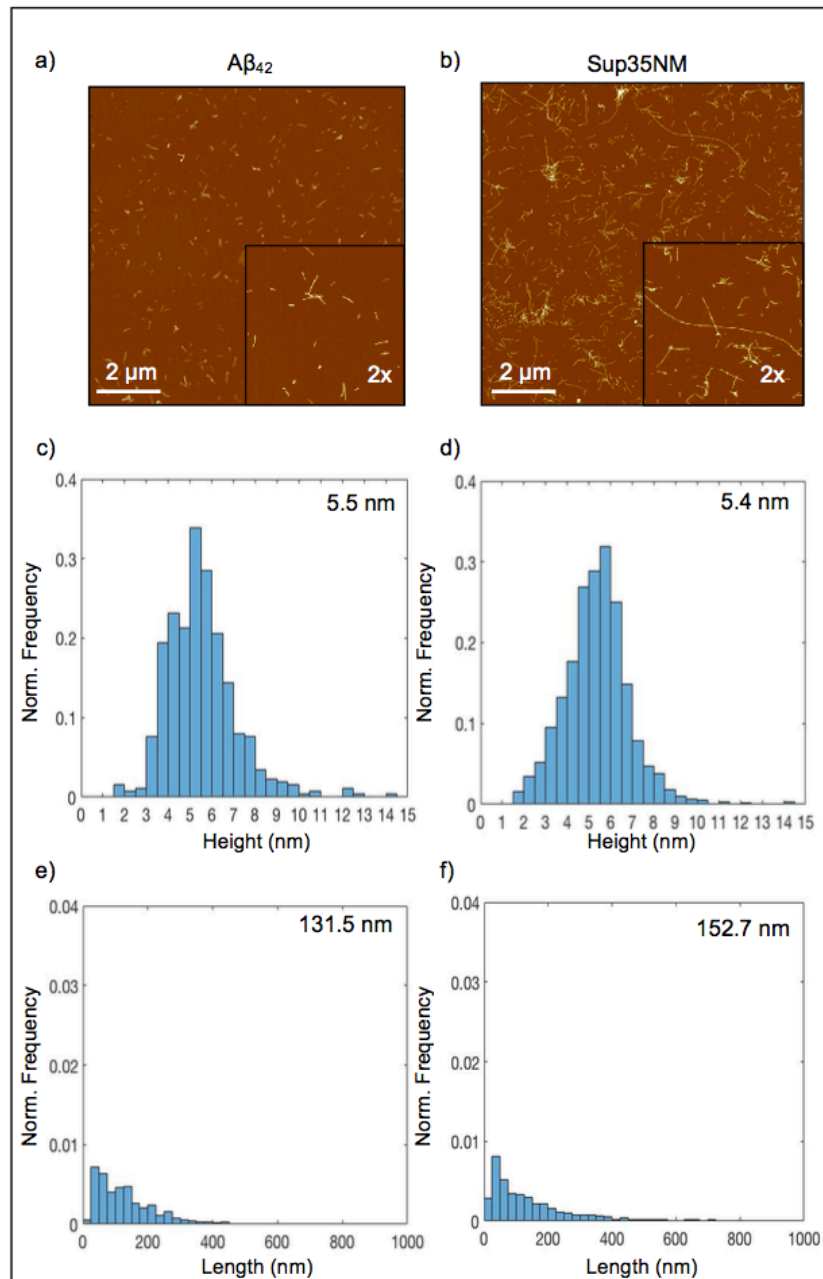 a) Aβ₄₂ b) Sup35NM
2 μm 2x 2 μm 2x
c) d)
0.4 5.5 nm 0.4 5.4 nm
0.3 0.3
0.2 0.2
0.1 0.1
0 0
Norm. Frequency Norm. Frequency
0 1 2 3 4 5 6 7 8 9 10 11 12 13 14 15 0 1 2 3 4 5 6 7 8 9 10 11 12 13 14 15
Height (nm) Height (nm)
e) f)
0.04 131.5 nm 0.04 152.7 nm
0.03 0.03
0.02 0.02
0.01 0.01
0 0
Norm. Frequency Norm. Frequency
0 200 400 600 800 1000 0 200 400 600 800 1000
Length (nm) Length (nm)